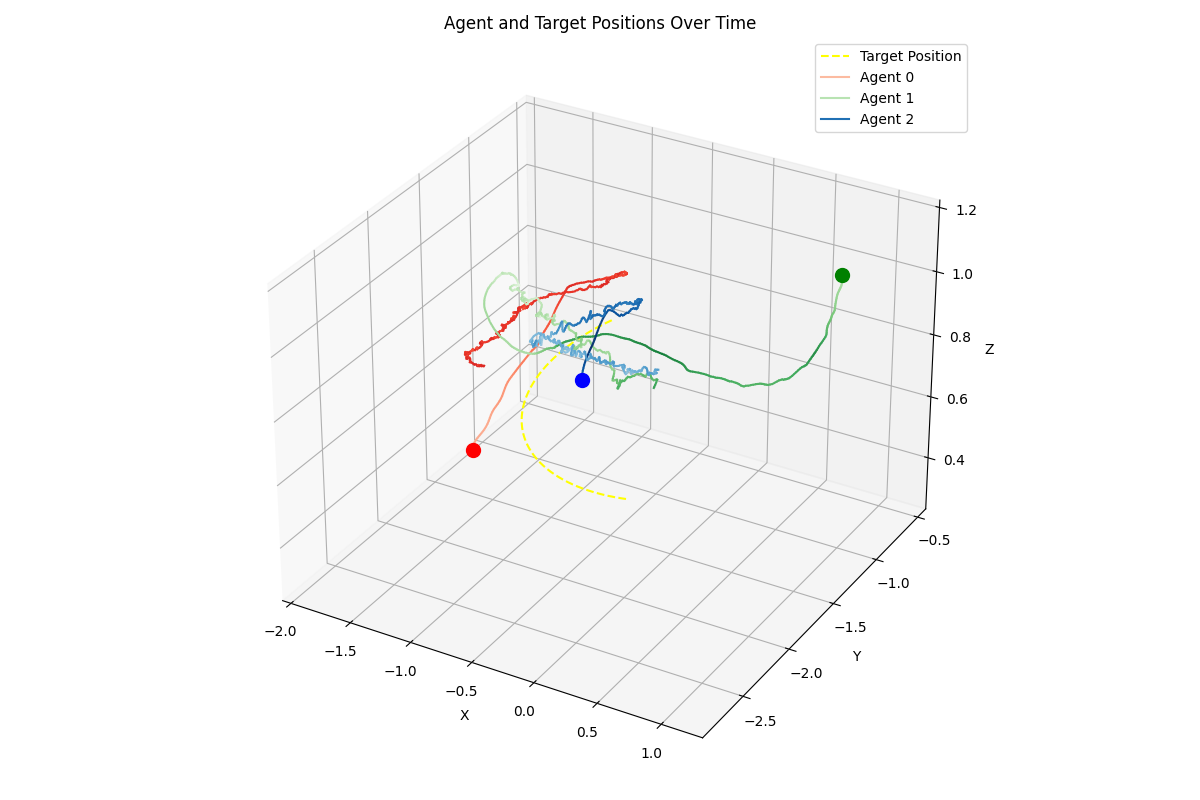 Agent and Target Positions Over Time
Target Position
Agent 0
Agent 1
Agent 2
1.2
1.0
0.8
0.6
0.4
Z
−0.5
−1.0
−1.5
−2.0
−2.5
Y
−2.0
−1.5
−1.0
−0.5
0.0
0.5
1.0
X